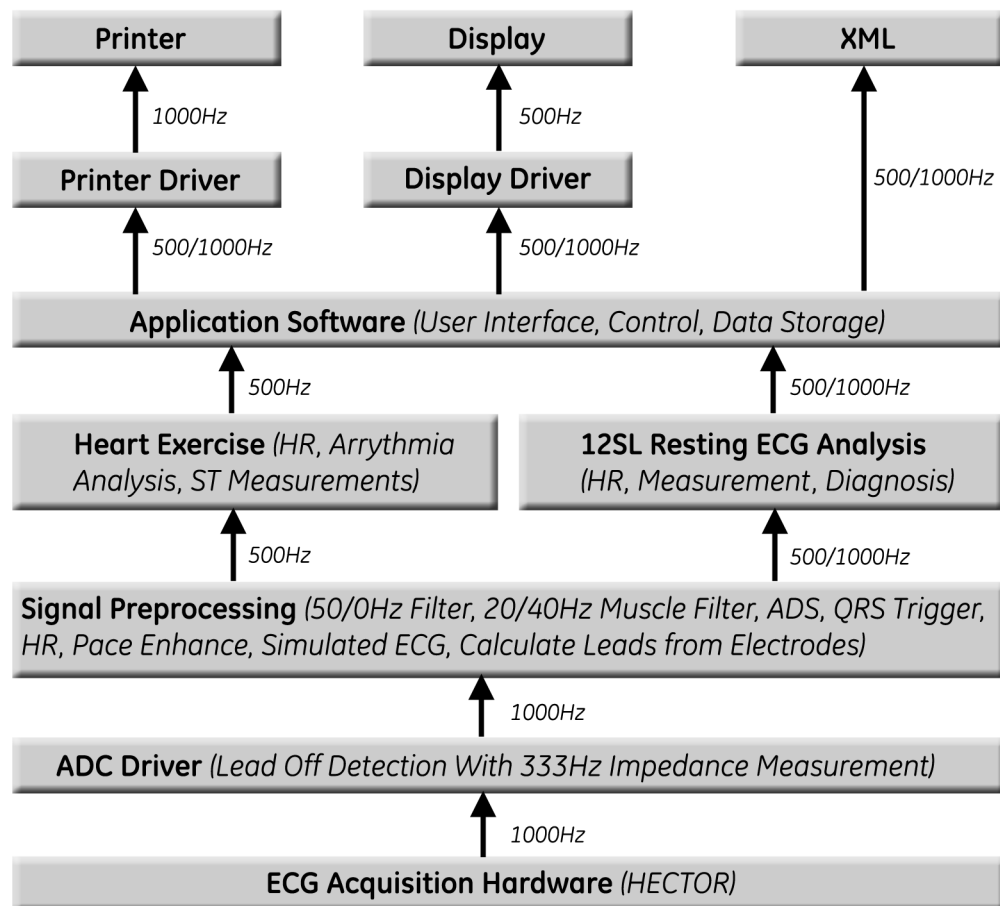 Printer
Display
XML
1000Hz
500Hz
Printer Driver
Display Driver
500/1000Hz
500/1000Hz
500/1000Hz
Application Software (User Interface, Control, Data Storage)
500Hz
500/1000Hz
Heart Exercise (HR, Arrythmia
Analysis, ST Measurements)
12SL Resting ECG Analysis
(HR, Measurement, Diagnosis)
500Hz
500/1000Hz
Signal Preprocessing (50/0Hz Filter, 20/40Hz Muscle Filter, ADS, QRS Trigger,
HR, Pace Enhance, Simulated ECG, Calculate Leads from Electrodes)
1000Hz
ADC Driver (Lead Off Detection With 333Hz Impedance Measurement)
1000Hz
ECG Acquisition Hardware (HECTOR)